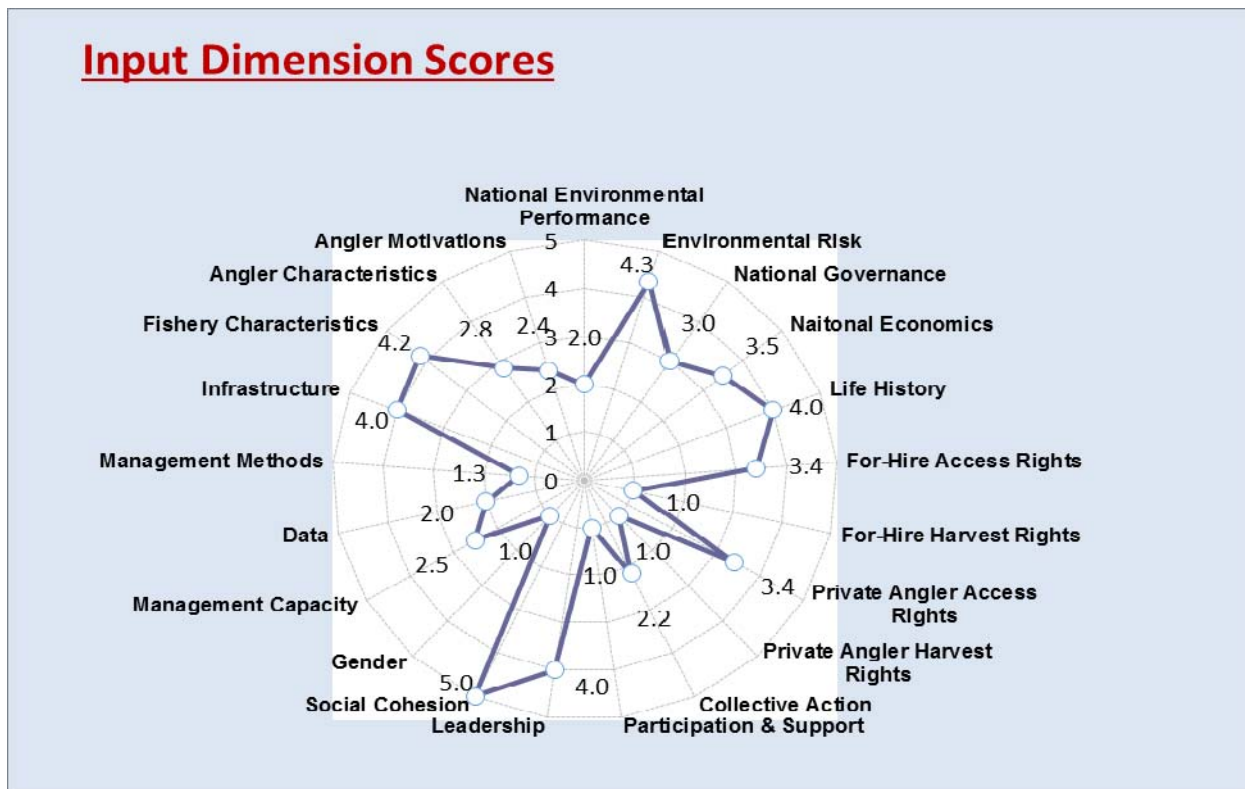 Input Dimension Scores
National Environmental
Performance
Angler Motivations
5
Environmental Risk
Angler Characteristics
4.3
National Governance
4
Fishery Characteristics
2.8
2.4
3
2.0
3.0
Naitonal Economics
4.2
3.5
Infrastructure
2
Life History
4.0
4.0
1
Management Methods
1.3
0
3.4
For-Hire Access Rights
Data
2.0
1.0
For-Hire Harvest Rights
2.5
1.0
1.0
1.0
3.4
Private Angler Access
Rights
Management Capacity
2.2
Gender
Private Angler Harvest
Rights
5.0
4.0
Social Cohesion
Collective Action
Leadership
Participation & Support